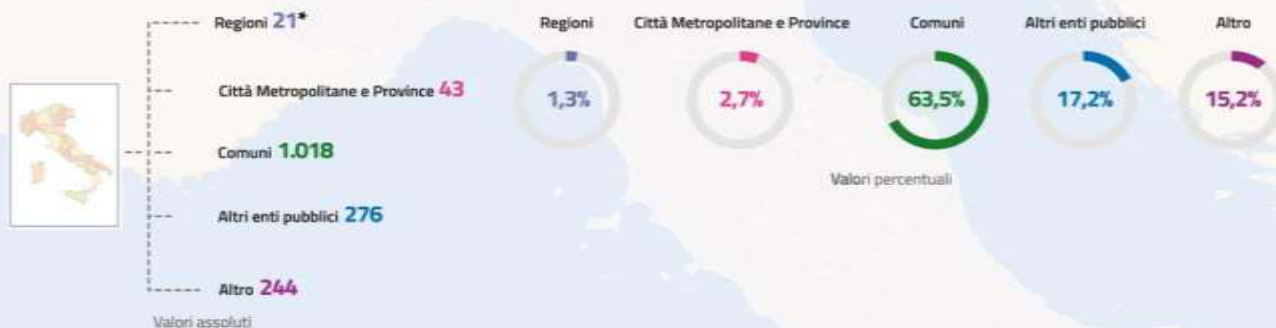 Regioni 21*
Città Metropolitane e Province 43
Comuni 1.018
Altri enti pubblici 276
Altro 244
Valori assoluti
Regioni
Città Metropolitane e Province
Comuni
Altri enti pubblici
Altro
1,3%
2,7%
63,5%
17,2%
15,2%
Valori percentuali